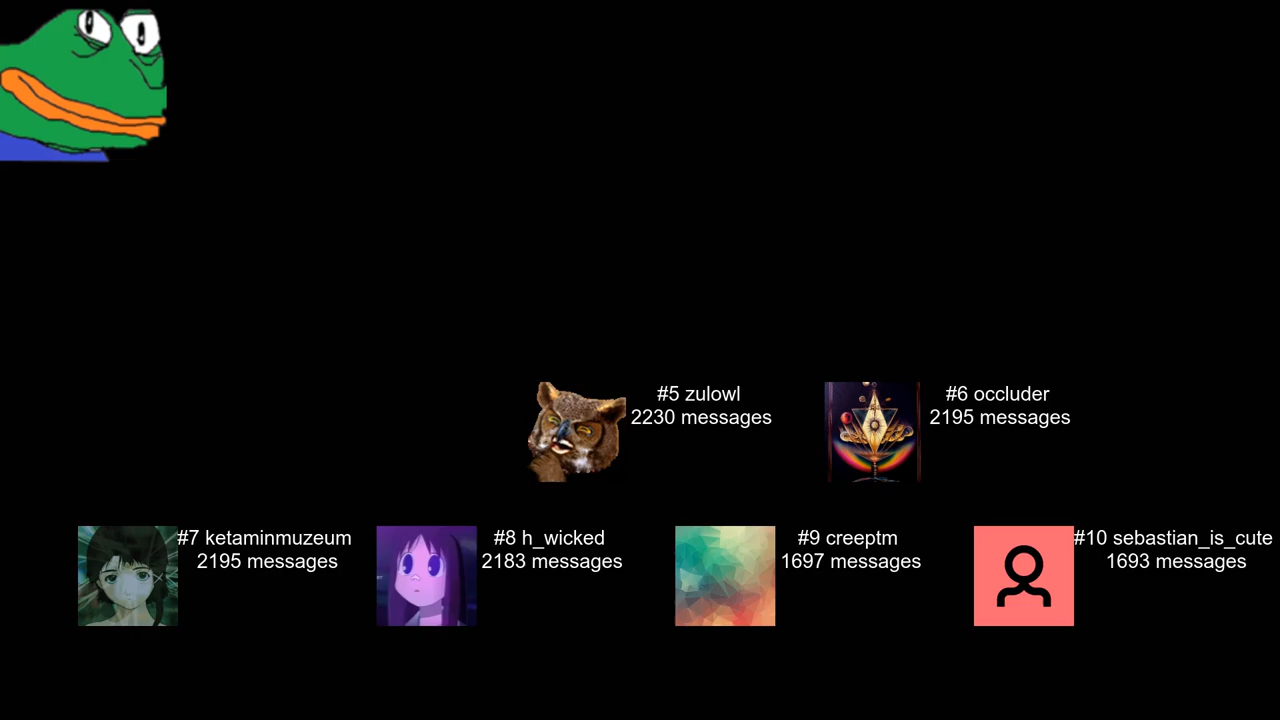 #5 zulowl
2230 messages
#6 occluder
2195 messages
#7 ketaminmuzeum
2195 messages
#8 h_wicked
2183 messages
#9 creeptm
1697 messages
#10 sebastian_is_cute
1693 messages